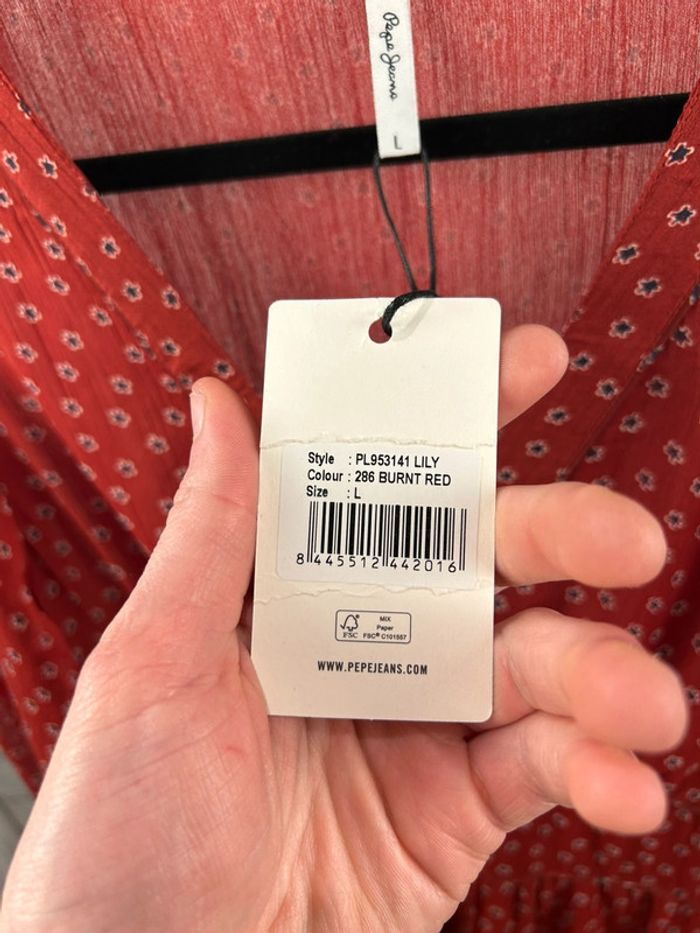 Pepe Jeans
L
Style : PL953141 LILY
Colour : 286 BURNT RED
Size : L
8 445512 442016
FSC®
MIX
Paper
FSC® C101557
WWW.PEPEJEANS.COM